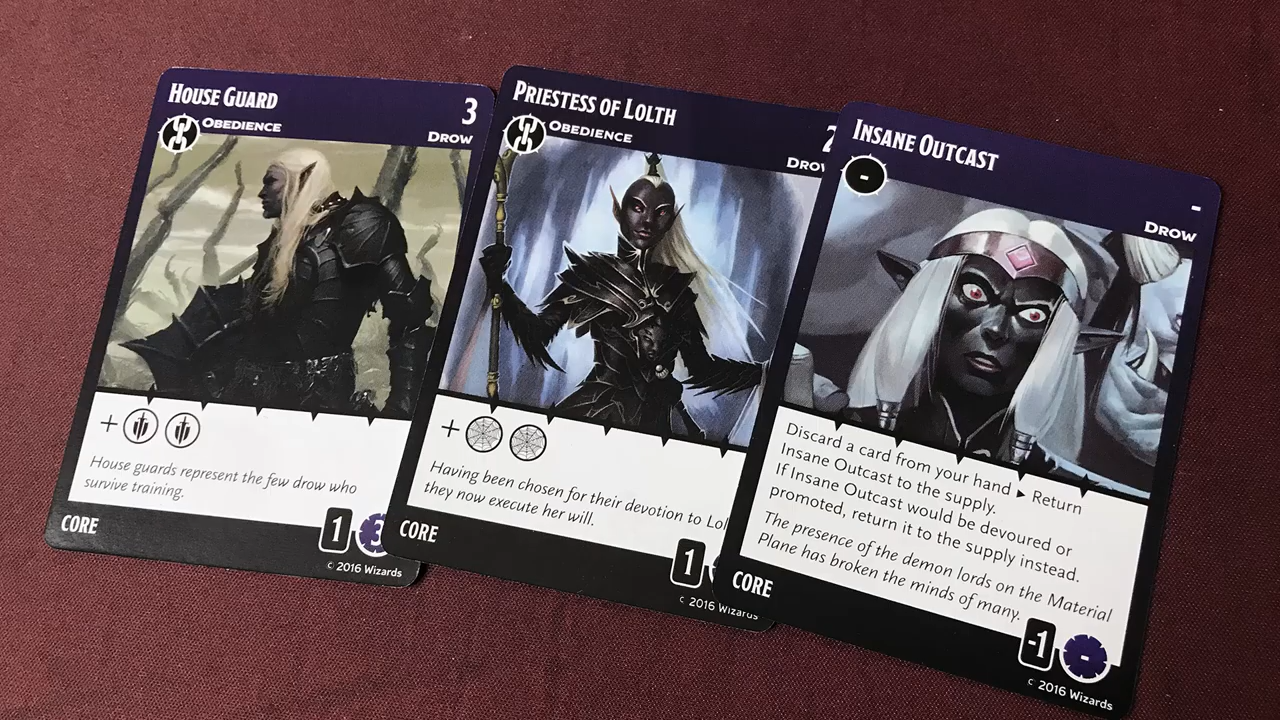 HOUSE GUARD
3
OBEDIENCE
DROW
+
House guards represent the few drow who
survive training.
CORE
1 3
© 2016 Wizards
PRIESTESS OF LOLTH
2
OBEDIENCE
DROW
+
Having been chosen for their devotion to Lol
they now execute her will.
CORE
1
© 2016 Wizards
INSANE OUTCAST
-
-
DROW
Discard a card from your hand ▸ Return
Insane Outcast to the supply.
If Insane Outcast would be devoured or
promoted, return it to the supply instead.
The presence of the demon lords on the Material
Plane has broken the minds of many.
CORE
-1 -
© 2016 Wizards